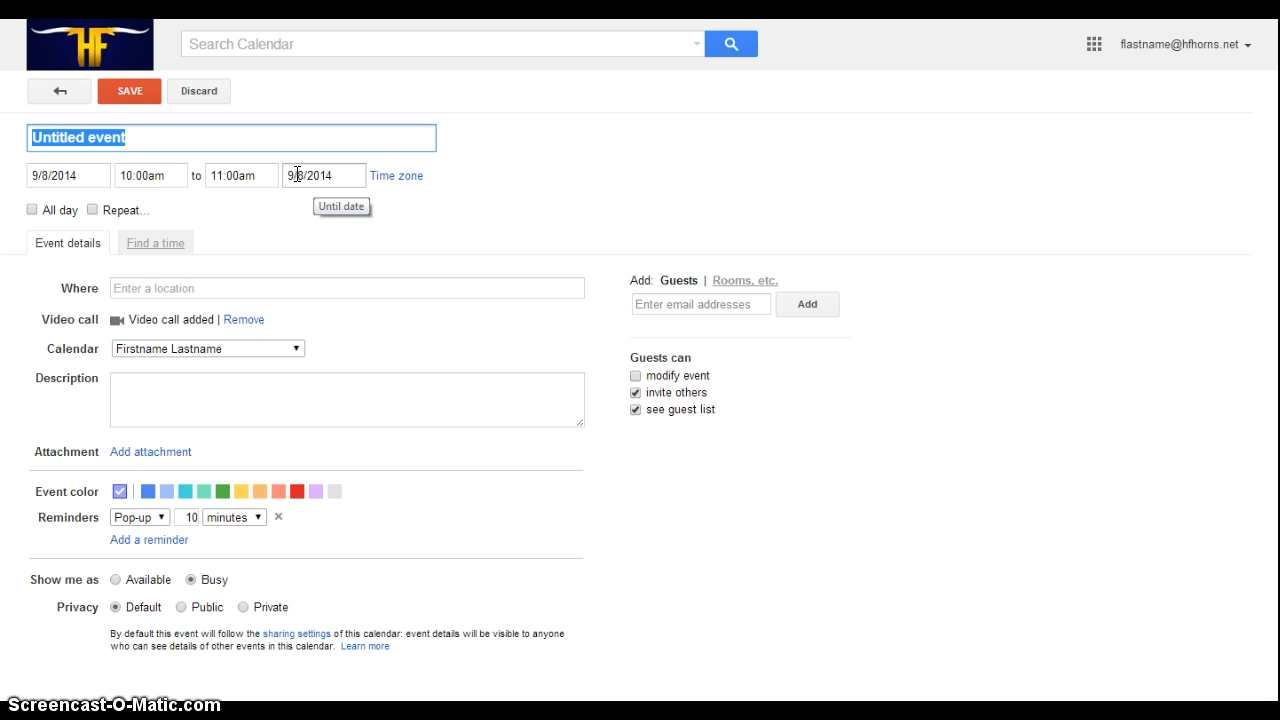 HF
Search Calendar
flastname@hfhorns.net
SAVE
Discard
Untitled event
9/8/2014 10:00am to 11:00am 9/8/2014 Time zone
Until date
All day Repeat...
Event details Find a time
Where Enter a location
Video call Video call added | Remove
Calendar Firstname Lastname
Description
Attachment Add attachment
Event color
Reminders Pop-up 10 minutes ×
Add a reminder
Show me as Available Busy
Privacy Default Public Private
By default this event will follow the sharing settings of this calendar: event details will be visible to anyone
who can see details of other events in this calendar. Learn more
Add: Guests | Rooms, etc.
Enter email addresses Add
Guests can
modify event
invite others
see guest list
Screencast-O-Matic.com